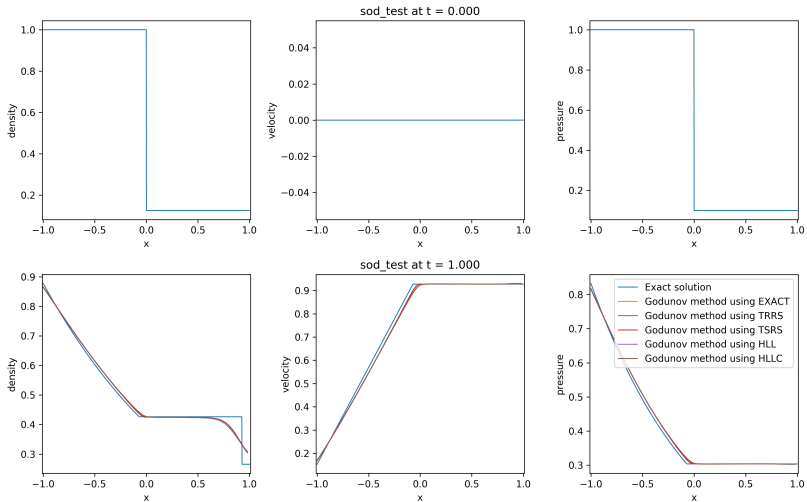 sod_test at t = 0.000
1.0
0.8
0.6
0.4
0.2
density
−1.0 −0.5 0.0 0.5 1.0
x
0.04
0.02
0.00
−0.02
−0.04
velocity
−1.0 −0.5 0.0 0.5 1.0
x
1.0
0.8
0.6
0.4
0.2
pressure
−1.0 −0.5 0.0 0.5 1.0
x
sod_test at t = 1.000
0.9
0.8
0.7
0.6
0.5
0.4
0.3
density
−1.0 −0.5 0.0 0.5 1.0
x
0.9
0.8
0.7
0.6
0.5
0.4
0.3
0.2
velocity
−1.0 −0.5 0.0 0.5 1.0
x
0.8
0.7
0.6
0.5
0.4
0.3
pressure
Exact solution
Godunov method using EXACT
Godunov method using TRRS
Godunov method using TSRS
Godunov method using HLL
Godunov method using HLLC
−1.0 −0.5 0.0 0.5 1.0
x